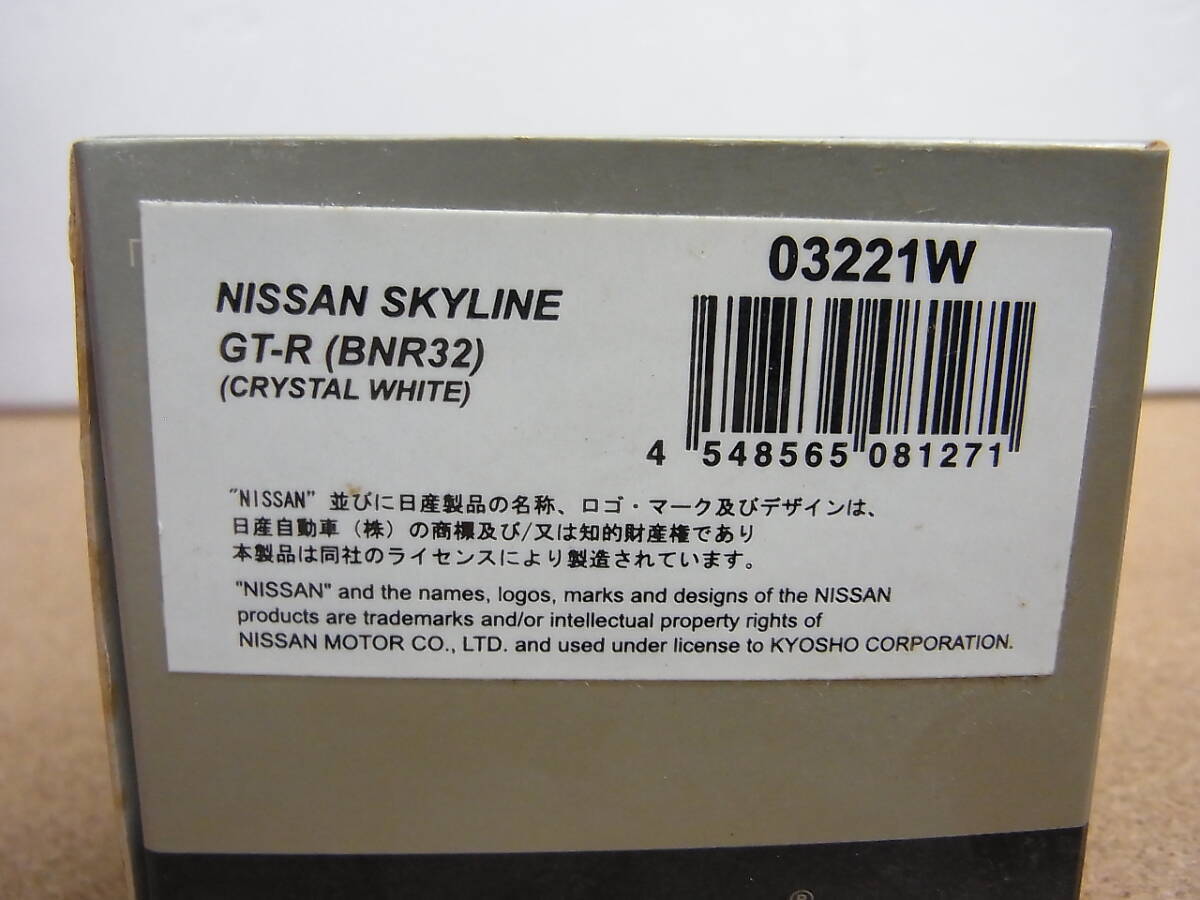 NISSAN SKYLINE
GT-R (BNR32)
(CRYSTAL WHITE)
03221W
4 548565 081271
"NISSAN" 並びに日産製品の名称、ロゴ・マーク及びデザインは、
日産自動車（株）の商標及び/又は知的財産権であり
本製品は同社のライセンスにより製造されています。
"NISSAN" and the names, logos, marks and designs of the NISSAN
products are trademarks and/or intellectual property rights of
NISSAN MOTOR CO., LTD. and used under license to KYOSHO CORPORATION.
®